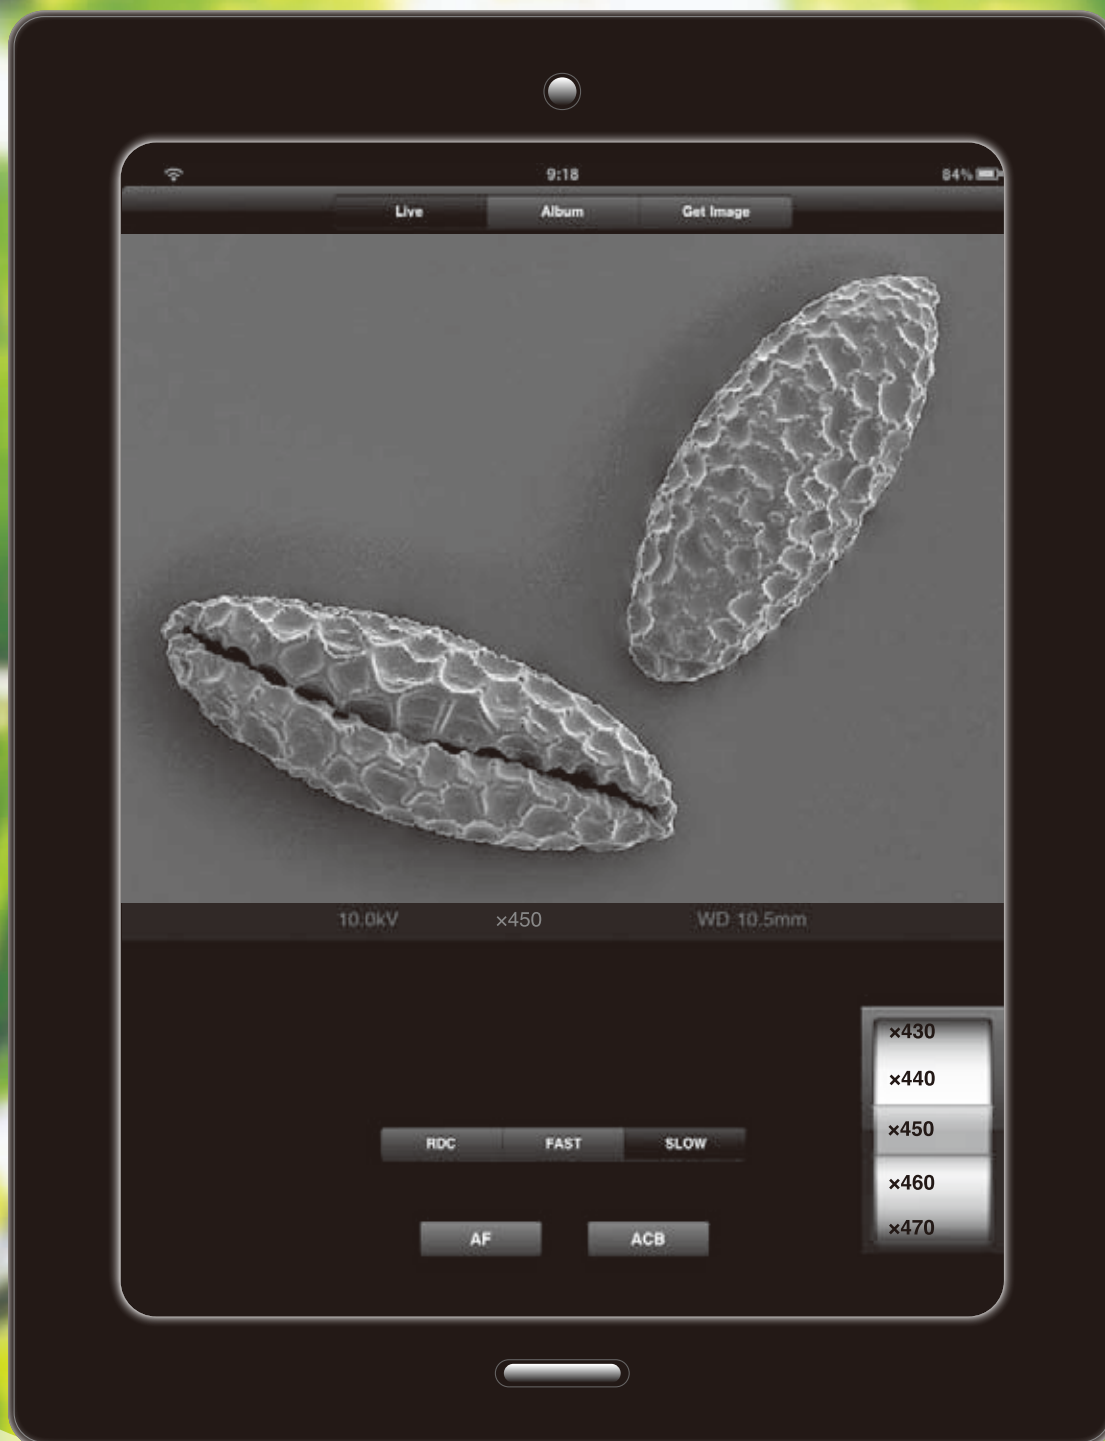 9:18 84%
Live Album Get Image
10.0kV ×450 WD 10.5mm
×430
×440
×450
×460
×470
RDC FAST SLOW
AF ACB